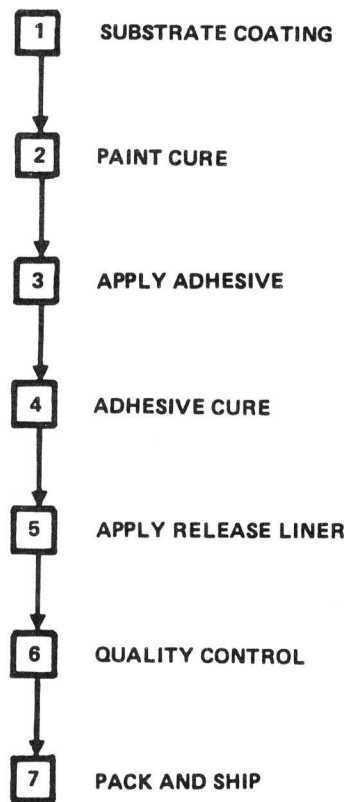 1 SUBSTRATE COATING
2 PAINT CURE
3 APPLY ADHESIVE
4 ADHESIVE CURE
5 APPLY RELEASE LINER
6 QUALITY CONTROL
7 PACK AND SHIP